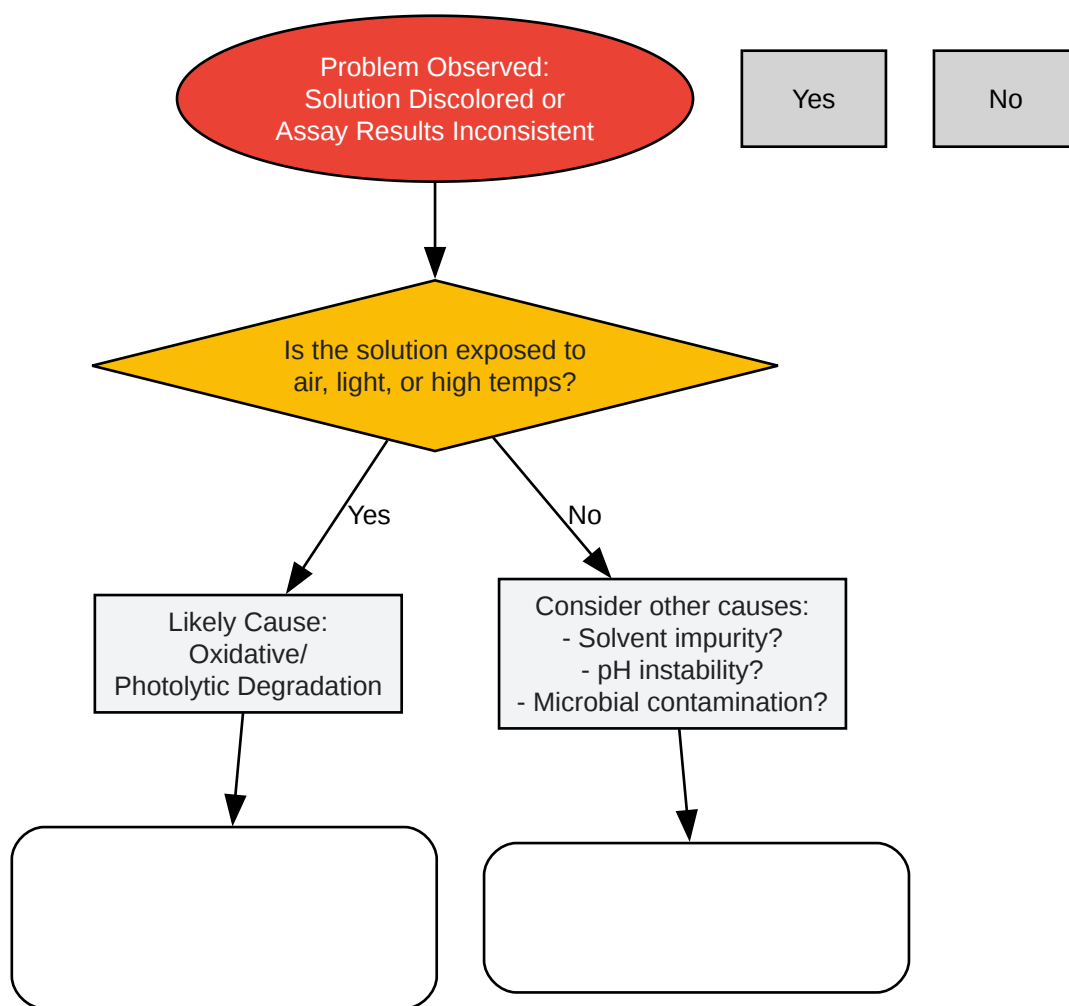 Problem Observed:
Solution Discolored or
Assay Results Inconsistent
Yes
No
Is the solution exposed to
air, light, or high temps?
Yes
No
Likely Cause:
Oxidative/
Photolytic Degradation
Consider other causes:
- Solvent impurity?
- pH instability?
- Microbial contamination?